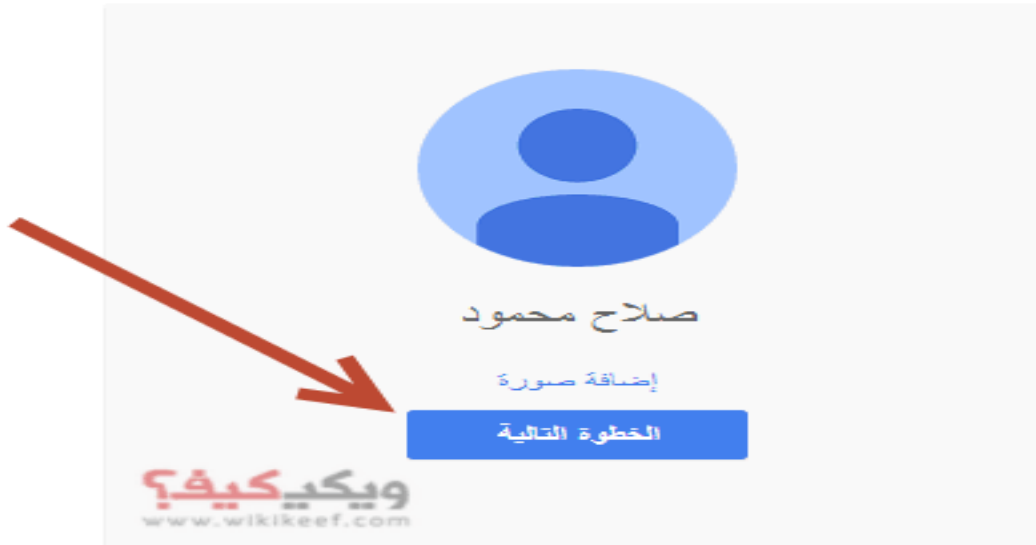 صلاح محمود
إضافة صورة
الخطوة التالية
ويكيكيف؟
www.wikikeef.com